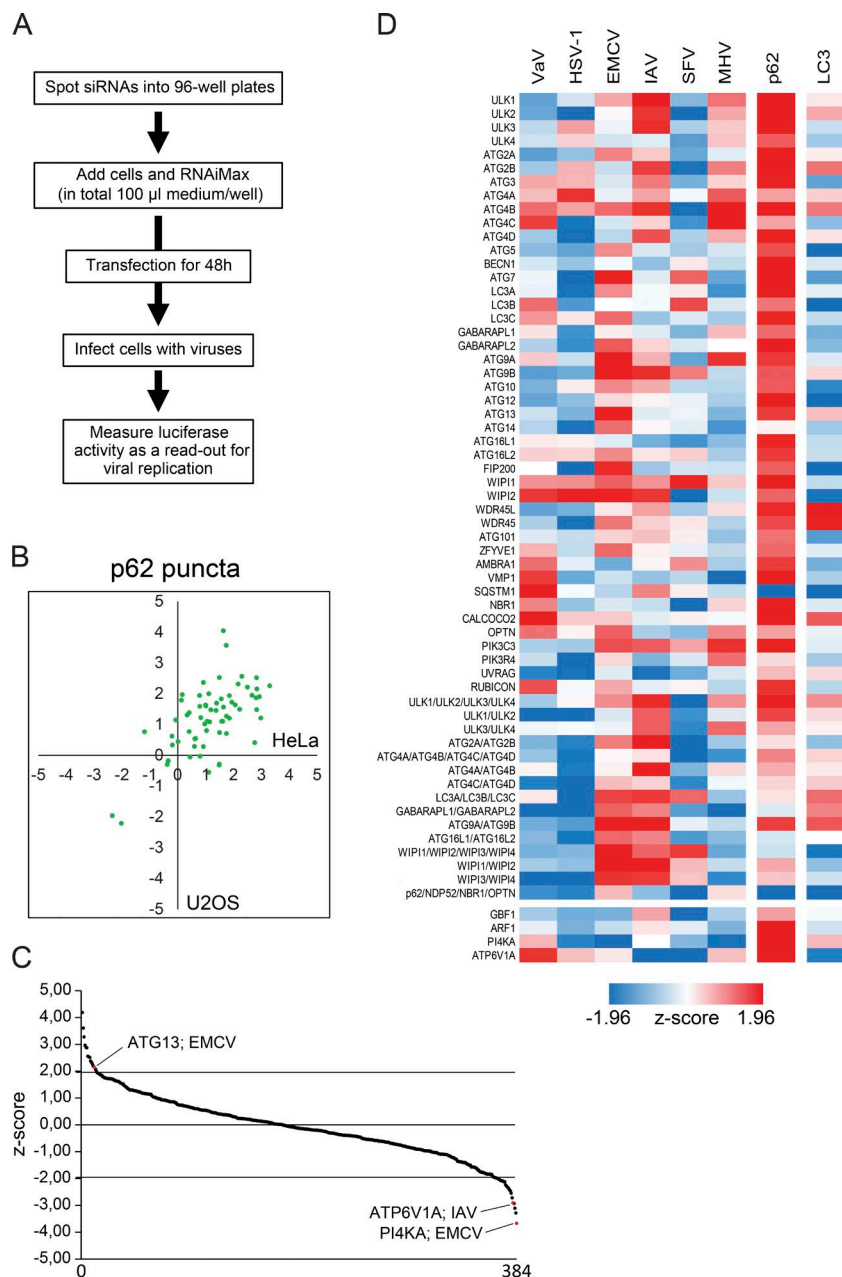 A
Spot siRNAs into 96-well plates
Add cells and RNAiMax
(in total 100 µl medium/well)
Transfection for 48h
Infect cells with viruses
Measure luciferase
activity as a read-out for
viral replication
B
p62 puncta
5
4
3
2
1
0
HeLa
-5 -4 -3 -2 -1 0 1 2 3 4 5
-1
-2
-3
-4
-5
U2OS
C
5,00
4,00
3,00
2,00
1,00
0,00
-1,00
-2,00
-3,00
-4,00
-5,00
z-score
ATG13; EMCV
ATP6V1A; IAV
PI4KA; EMCV
0 384
D
VaV HSV-1 EMCV IAV SFV MHV p62 LC3
ULK1
ULK2
ULK3
ULK4
ATG2A
ATG2B
ATG3
ATG4A
ATG4B
ATG4C
ATG4D
ATG5
BECN1
ATG7
LC3A
LC3B
LC3C
GABARAPL1
GABARAPL2
ATG9A
ATG9B
ATG10
ATG12
ATG13
ATG14
ATG16L1
ATG16L2
FIP200
WIPI1
WIPI2
WDR45L
WDR45
ATG101
ZFYVE1
AMBRA1
VMP1
SQSTM1
NBR1
CALCOCO2
OPTN
PIK3C3
PIK3R4
UVRAG
RUBICON
ULK1/ULK2/ULK3/ULK4
ULK1/ULK2
ULK3/ULK4
ATG2A/ATG2B
ATG4A/ATG4B/ATG4C/ATG4D
ATG4A/ATG4B
ATG4C/ATG4D
LC3A/LC3B/LC3C
GABARAPL1/GABARAPL2
ATG9A/ATG9B
ATG16L1/ATG16L2
WIPI1/WIPI2/WIPI3/WIPI4
WIPI1/WIPI2
WIPI3/WIPI4
p62/NDP52/NBR1/OPTN
GBF1
ARF1
PI4KA
ATP6V1A
-1.96 z-score 1.96